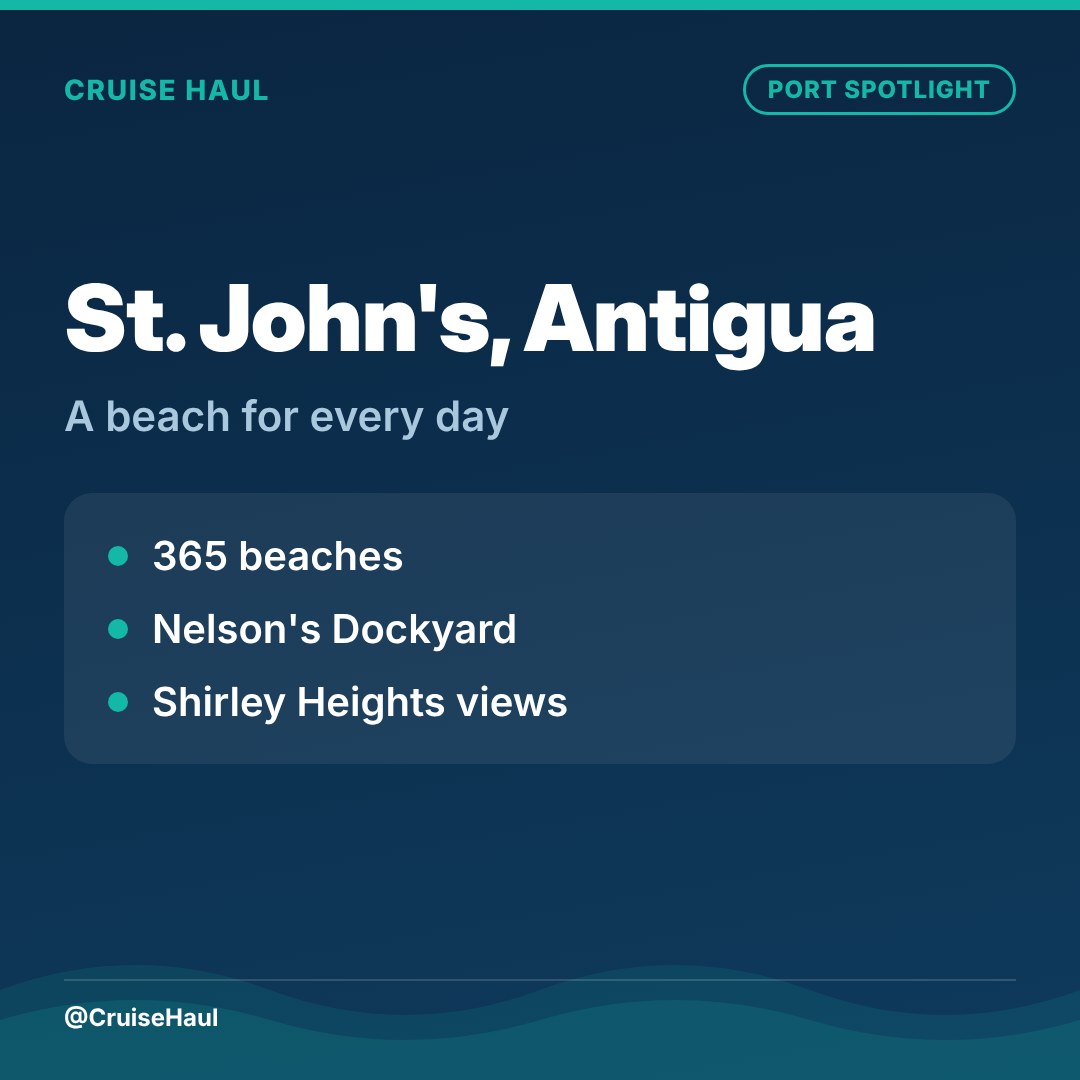 CRUISE HAUL
PORT SPOTLIGHT
St. John's, Antigua
A beach for every day
365 beaches
Nelson's Dockyard
Shirley Heights views
@CruiseHaul